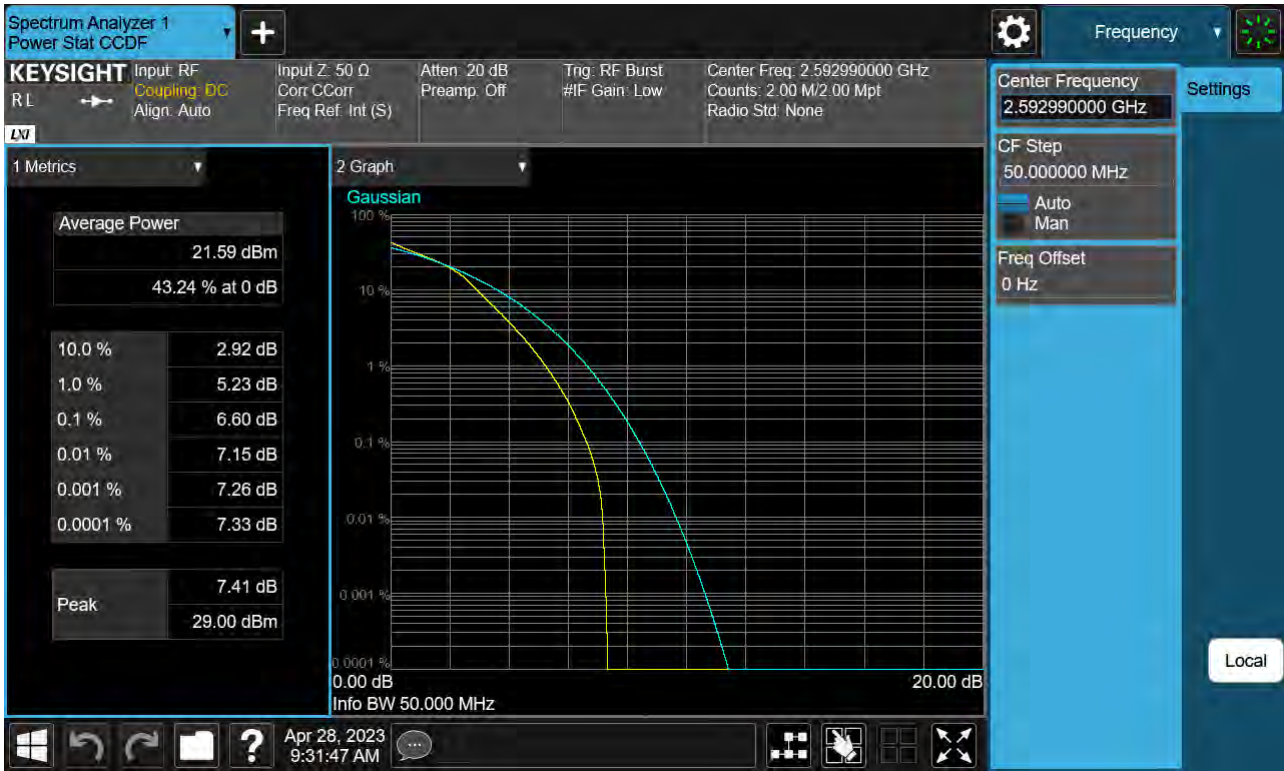 Spectrum Analyzer 1
Power Stat CCDF
+
Frequency
KEYSIGHT
Input: RF
Input Z: 50 Ω
Atten: 20 dB
Trig: RF Burst
Center Freq: 2.592990000 GHz
RL
Coupling: DC
Corr CCorr
Preamp: Off
#IF Gain: Low
Counts: 2.00 M/2.00 Mpt
Align: Auto
Freq Ref: Int (S)
Radio Std: None
LXI
Center Frequency
2.592990000 GHz
Settings
CF Step
50.000000 MHz
Auto
Man
Freq Offset
0 Hz
1 Metrics
Average Power
21.59 dBm
43.24 % at 0 dB
10.0 % 2.92 dB
1.0 % 5.23 dB
0.1 % 6.60 dB
0.01 % 7.15 dB
0.001 % 7.26 dB
0.0001 % 7.33 dB
Peak
7.41 dB
29.00 dBm
2 Graph
Gaussian
100 %
10 %
1 %
0.1 %
0.01 %
0.001 %
0.0001 %
0.00 dB
20.00 dB
Info BW 50.000 MHz
Local
?
Apr 28, 2023
9:31:47 AM